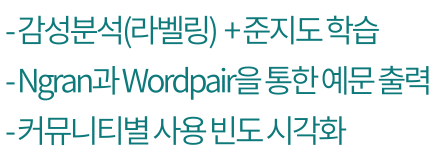 - 감성분석(라벨링) + 준지도 학습
- Ngran과 Wordpair을 통한 예문 출력
- 커뮤니티별 사용 빈도 시각화